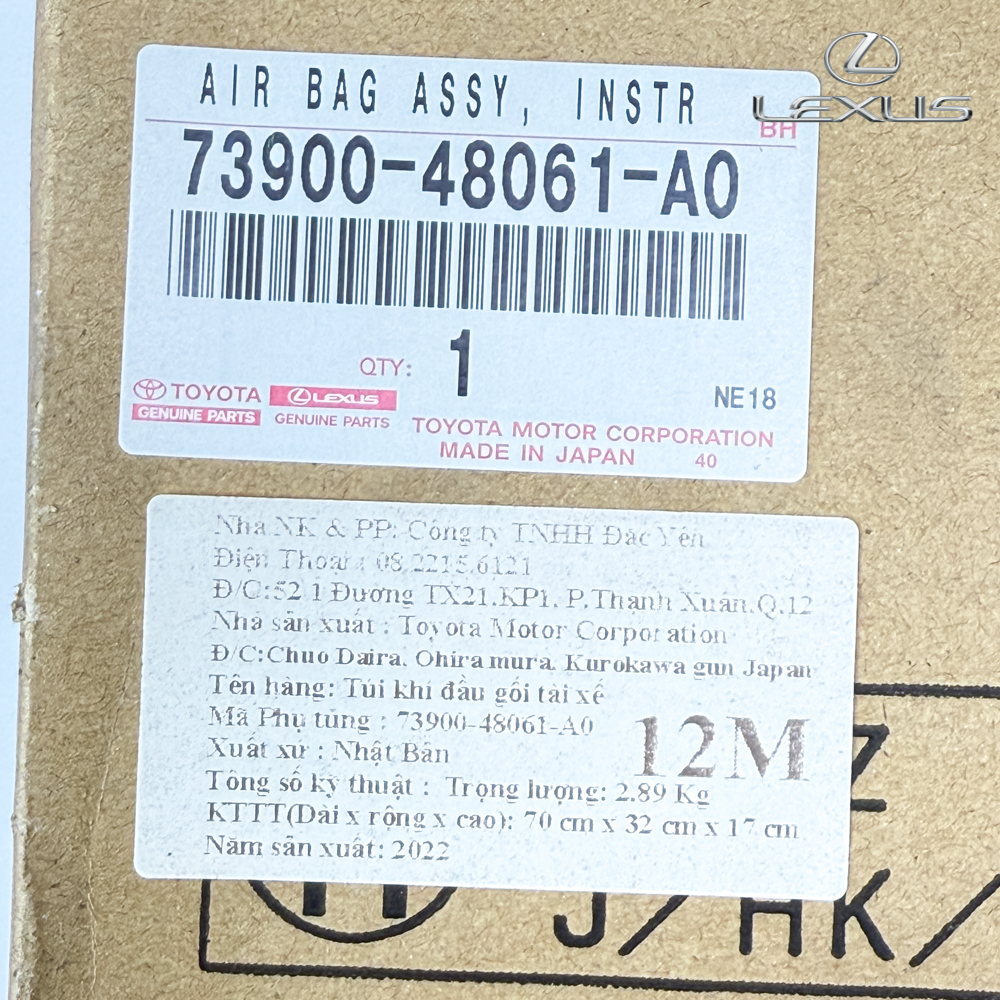 LEXUS
AIR BAG ASSY, INSTR
BH
73900-48061-A0
QTY: 1
NE18
TOYOTA
GENUINE PARTS
LEXUS
GENUINE PARTS
TOYOTA MOTOR CORPORATION
MADE IN JAPAN 40
Nhà NK & PP: Công ty TNHH Đắc Yến
Điện Thoại : 08.2215.6121
Đ/C:52/1 Đường TX21,KP1, P.Thạnh Xuân,Q.12
Nhà sản xuất : Toyota Motor Corporation
Đ/C:Chuo Daira, Ohira mura, Kurokawa gun Japan
Tên hàng: Túi khí đầu gối tài xế
Mã Phụ tùng : 73900-48061-A0
12M
Xuất xứ : Nhật Bản
Tông số kỹ thuật : Trọng lượng: 2.89 Kg
KTTT(Dài x rộng x cao): 70 cm x 32 cm x 17 cm
Năm sản xuất: 2022
Z
J/HK/